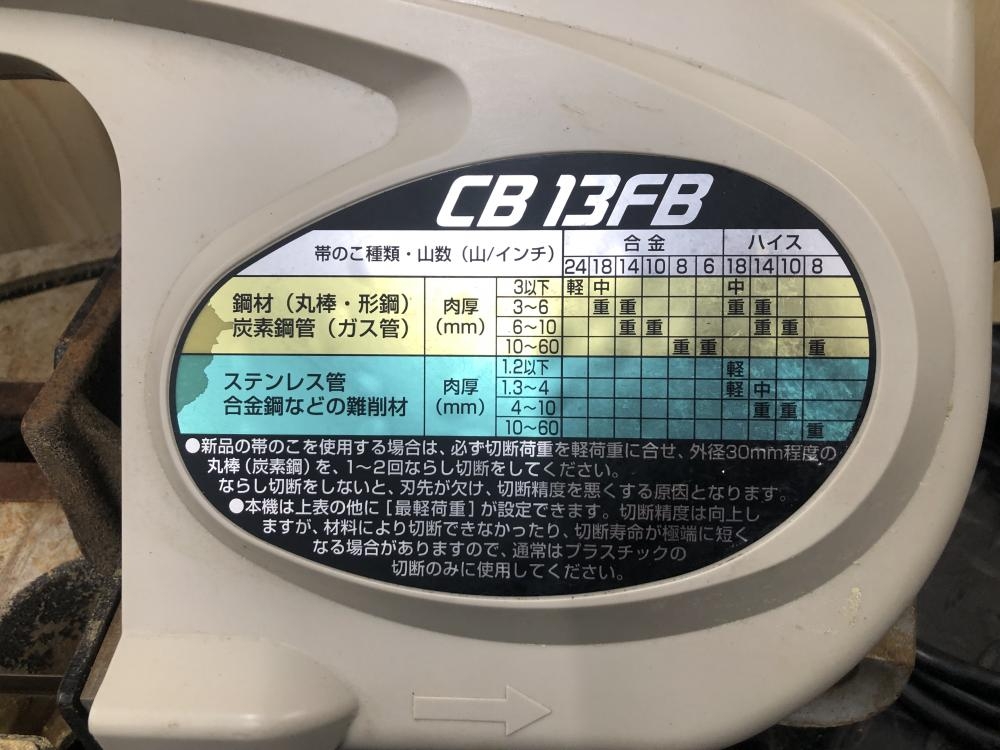 CB 13FB
帯のこ種類・山数（山/インチ） 合金 ハイス
24 18 14 10 8 6 18 14 10 8
鋼材（丸棒・形鋼）
炭素鋼管（ガス管）
肉厚
（mm）
3以下 軽 中 中
3〜6 重 重 重 重
6〜10 重 重 重 重
10〜60 重 重 重
ステンレス管
合金鋼などの難削材
肉厚
（mm）
1.2以下 軽
1.3〜4 軽 中
4〜10 重 重
10〜60 重
●新品の帯のこを使用する場合は、必ず切断荷重を軽荷重に合せ、外径30mm程度の
丸棒（炭素鋼）を、1〜2回ならし切断をしてください。
ならし切断をしないと、刃先が欠け、切断精度を悪くする原因となります。
●本機は上表の他に［最軽荷重］が設定できます。切断精度は向上し
ますが、材料により切断できなかったり、切断寿命が極端に短く
なる場合がありますので、通常はプラスチックの
切断のみに使用してください。